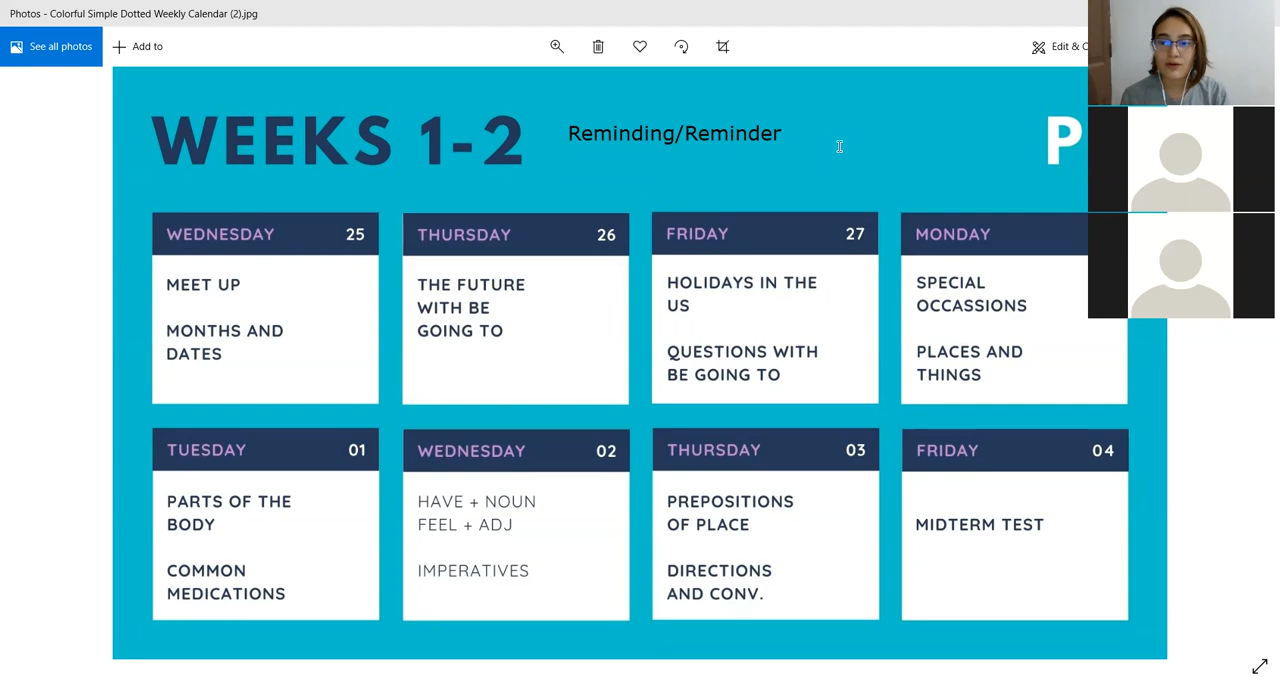 Photos - Colorful Simple Dotted Weekly Calendar (2).jpg
See all photos
Add to
Edit & C
WEEKS 1-2
Reminding/Reminder
P
WEDNESDAY 25
MEET UP
MONTHS AND
DATES
THURSDAY 26
THE FUTURE
WITH BE
GOING TO
FRIDAY 27
HOLIDAYS IN THE
US
QUESTIONS WITH
BE GOING TO
MONDAY
SPECIAL
OCCASSIONS
PLACES AND
THINGS
TUESDAY 01
PARTS OF THE
BODY
COMMON
MEDICATIONS
WEDNESDAY 02
HAVE + NOUN
FEEL + ADJ
IMPERATIVES
THURSDAY 03
PREPOSITIONS
OF PLACE
DIRECTIONS
AND CONV.
FRIDAY 04
MIDTERM TEST